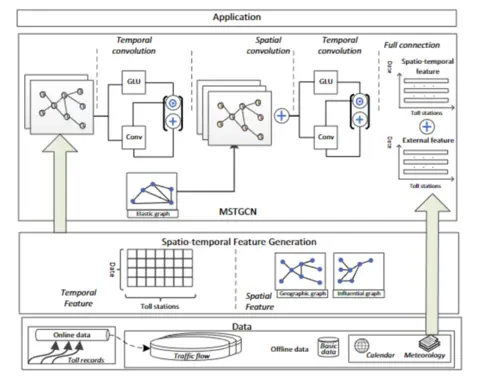 Application
Temporal convolution
Spatial convolution
Temporal convolution
Full connection
GLU
Conv
GLU
Conv
Spatio-temporal feature
Date
Toll stations
External feature
Date
Toll stations
Elastic graph
MSTGCN
Spatio-temporal Feature Generation
Date
Toll stations
Temporal Feature
Spatial Feature
Geographic graph
Influential graph
Data
Online data
Toll records
Traffic flow
Offline data
Basic data
Calendar
Meteorology